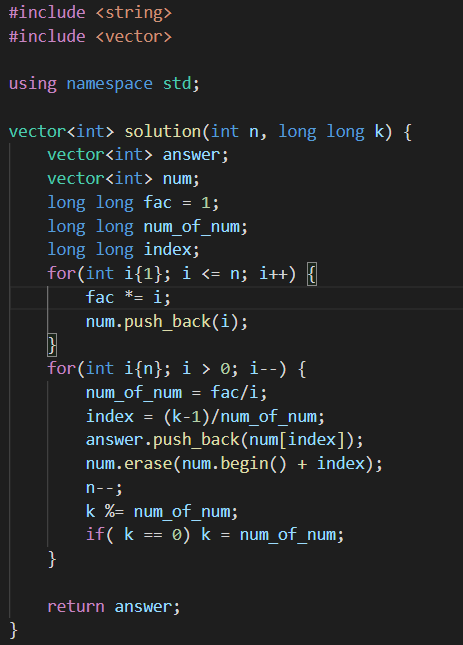 #include <string>
#include <vector>

using namespace std;

vector<int> solution(int n, long long k) {
    vector<int> answer;
    vector<int> num;
    long long fac = 1;
    long long num_of_num;
    long long index;
    for(int i{1}; i <= n; i++) {
        fac *= i;
        num.push_back(i);
    }
    for(int i{n}; i > 0; i--) {
        num_of_num = fac/i;
        index = (k-1)/num_of_num;
        answer.push_back(num[index]);
        num.erase(num.begin() + index);
        n--;
        k %= num_of_num;
        if( k == 0) k = num_of_num;
    }

    return answer;
}